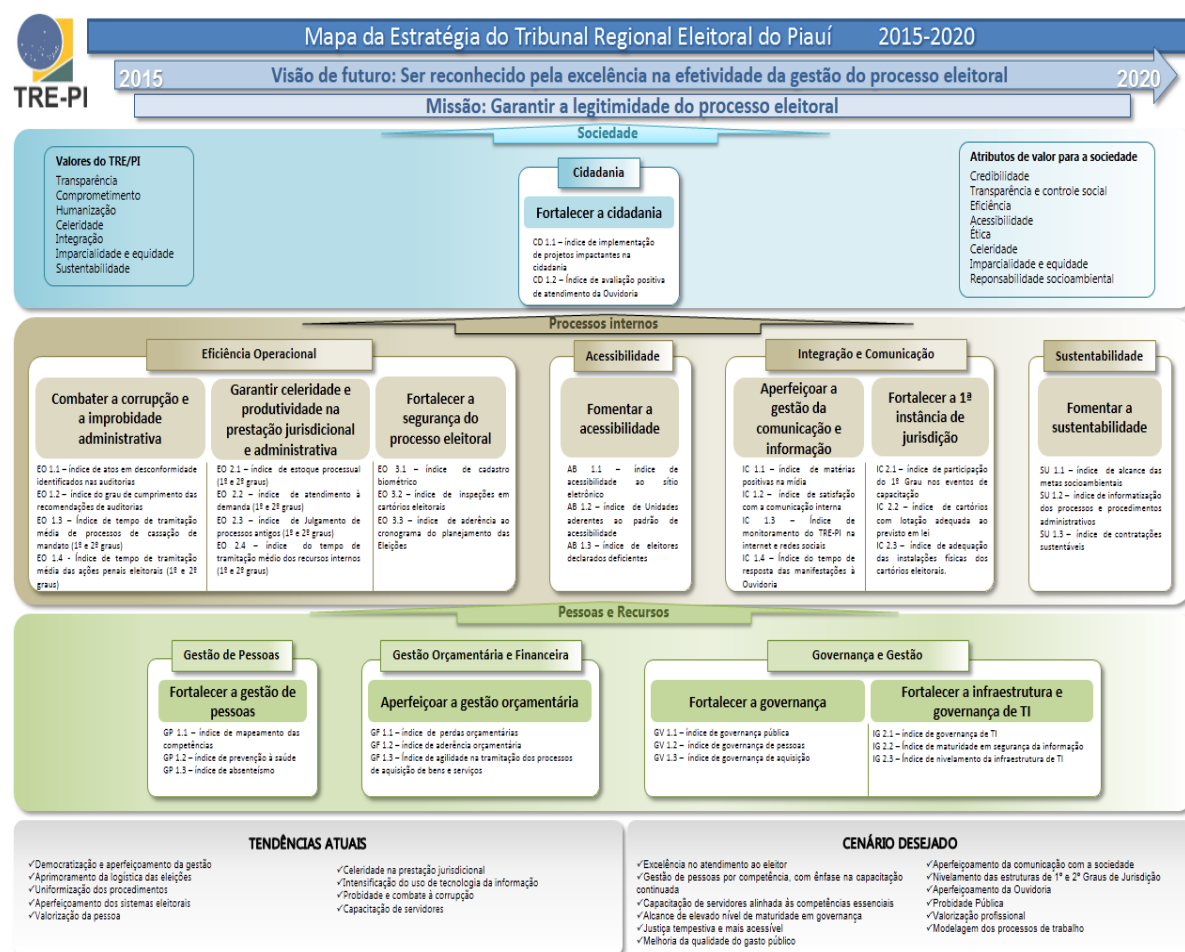 Mapa da Estratégia do Tribunal Regional Eleitoral do Piauí 2015-2020
TRE-PI
2015
Visão de futuro: Ser reconhecido pela excelência na efetividade da gestão do processo eleitoral
2020
Missão: Garantir a legitimidade do processo eleitoral
Sociedade
Valores do TRE/PI
Transparência
Comprometimento
Humanização
Celeridade
Integração
Imparcialidade e equidade
Sustentabilidade
Cidadania
Fortalecer a cidadania
CD 1.1 – índice de implementação
de projetos impactantes na
cidadania
CD 1.2 – Índice de avaliação positiva
de atendimento da Ouvidoria
Atributos de valor para a sociedade
Credibilidade
Transparência e controle social
Eficiência
Acessibilidade
Ética
Celeridade
Imparcialidade e equidade
Reponsabilidade socioambiental
Processos internos
Eficiência Operacional
Combater a corrupção e
a improbidade
administrativa
EO 1.1 – índice de atos em desconformidade
identificados nas auditorias
EO 1.2 – índice do grau de cumprimento das
recomendações de auditorias
EO 1.3 – Índice de tempo de tramitação
média de processos de cassação de
mandato (1º e 2º graus)
EO 1.4 - Índice de tempo de tramitação
média das ações penais eleitorais (1º e 2º
graus)
Garantir celeridade e
produtividade na
prestação jurisdicional
e administrativa
EO 2.1 – índice de estoque processual
(1º e 2º graus)
EO 2.2 – índice de atendimento à
demanda (1º e 2º graus)
EO 2.3 – índice de Julgamento de
processos antigos (1º e 2º graus)
EO 2.4 – índice do tempo de
tramitação médio dos recursos internos
(1º e 2º graus)
Fortalecer a
segurança do
processo eleitoral
EO 3.1 – índice de cadastro
biométrico
EO 3.2 – índice de inspeções em
cartórios eleitorais
EO 3.3 – índice de aderência ao
cronograma do planejamento das
Eleições
Acessibilidade
Fomentar a
acessibilidade
AB 1.1 – índice de
acessibilidade ao sítio
eletrônico
AB 1.2 – índice de Unidades
aderentes ao padrão de
acessibilidade
AB 1.3 – índice de eleitores
declarados deficientes
Integração e Comunicação
Aperfeiçoar a
gestão da
comunicação e
informação
IC 1.1 – índice de matérias
positivas na mídia
IC 1.2 – índice de satisfação
com a comunicação interna
IC 1.3 – Índice de
monitoramento do TRE-PI na
internet e redes sociais
IC 1.4 – Índice do tempo de
resposta das manifestações à
Ouvidoria
Fortalecer a 1ª
instância de
jurisdição
IC 2.1 – índice de participação
do 1º Grau nos eventos de
capacitação
IC 2.2 – índice de cartórios
com lotação adequada ao
previsto em lei
IC 2.3 – índice de adequação
das instalações físicas dos
cartórios eleitorais.
Sustentabilidade
Fomentar a
sustentabilidade
SU 1.1 – índice de alcance das
metas socioambientais
SU 1.2 – índice de informatização
dos processos e procedimentos
administrativos
SU 1.3 – índice de contratações
sustentáveis
Pessoas e Recursos
Gestão de Pessoas
Fortalecer a gestão de
pessoas
GP 1.1 – índice de mapeamento das
competências
GP 1.2 – índice de prevenção à saúde
GP 1.3 – índice de absenteísmo
Gestão Orçamentária e Financeira
Aperfeiçoar a gestão orçamentária
GF 1.1 – índice de perdas orçamentárias
GF 1.2 – índice de aderência orçamentária
GF 1.3 – Índice de agilidade na tramitação dos processos
de aquisição de bens e serviços
Governança e Gestão
Fortalecer a governança
GV 1.1 – índice de governança pública
GV 1.2 – índice de governança de pessoas
GV 1.3 – índice de governança de aquisição
Fortalecer a infraestrutura e
governança de TI
IG 2.1 – índice de governança de TI
IG 2.2 – Índice de maturidade em segurança da informação
IG 2.3 – Índice de nivelamento da infraestrutura de TI
TENDÊNCIAS ATUAIS
✓Democratização e aperfeiçoamento da gestão
✓Aprimoramento da logística das eleições
✓Uniformização dos procedimentos
✓Aperfeiçoamento dos sistemas eleitorais
✓Valorização da pessoa
✓Celeridade na prestação jurisdicional
✓Intensificação do uso de tecnologia da informação
✓Probidade e combate à corrupção
✓Capacitação de servidores
CENÁRIO DESEJADO
✓Excelência no atendimento ao eleitor
✓Gestão de pessoas por competência, com ênfase na capacitação
continuada
✓Capacitação de servidores alinhada às competências essenciais
✓Alcance de elevado nível de maturidade em governança
✓Justiça tempestiva e mais acessível
✓Melhoria da qualidade do gasto público
✓Aperfeiçoamento da comunicação com a sociedade
✓Nivelamento das estruturas de 1º e 2º Graus de Jurisdição
✓Aperfeiçoamento da Ouvidoria
✓Probidade Pública
✓Valorização profissional
✓Modelagem dos processos de trabalho